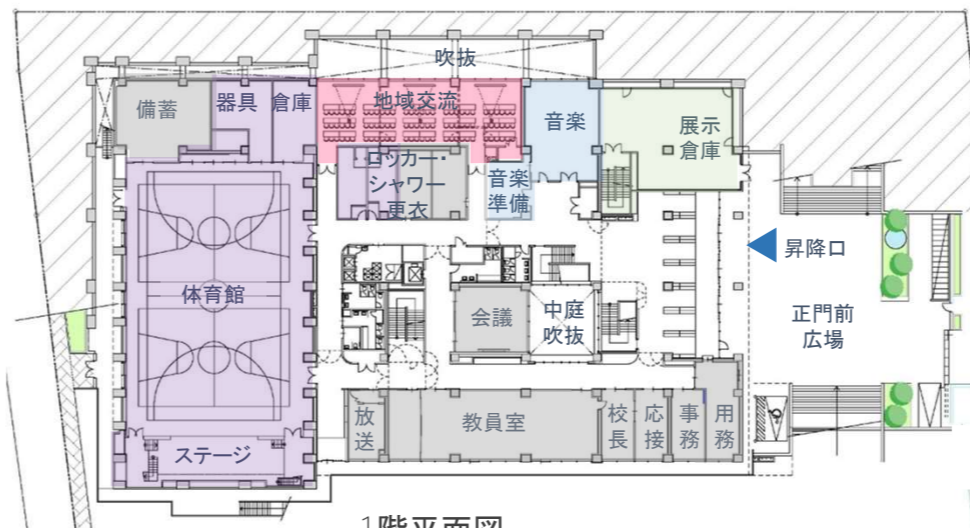 吹抜
備蓄
器具
倉庫
地域交流
音楽
展示
倉庫
ロッカー・
シャワー
更衣
音楽
準備
昇降口
体育館
会議
中庭
吹抜
正門前
広場
放
送
教員室
校
長
応
接
事
務
用
務
ステージ
1階平面図